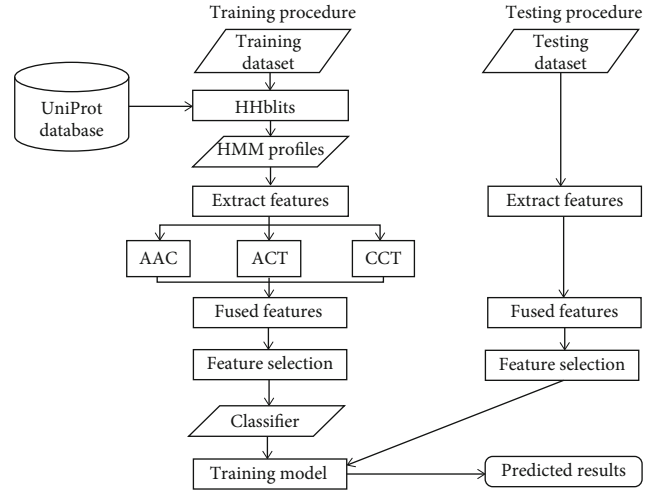 Training procedure
Training
dataset
UniProt
database
HHblits
HMM profiles
Extract features
AAC
ACT
CCT
Fused features
Feature selection
Classifier
Training model
Testing procedure
Testing
dataset
Extract features
Fused features
Feature selection
Predicted results